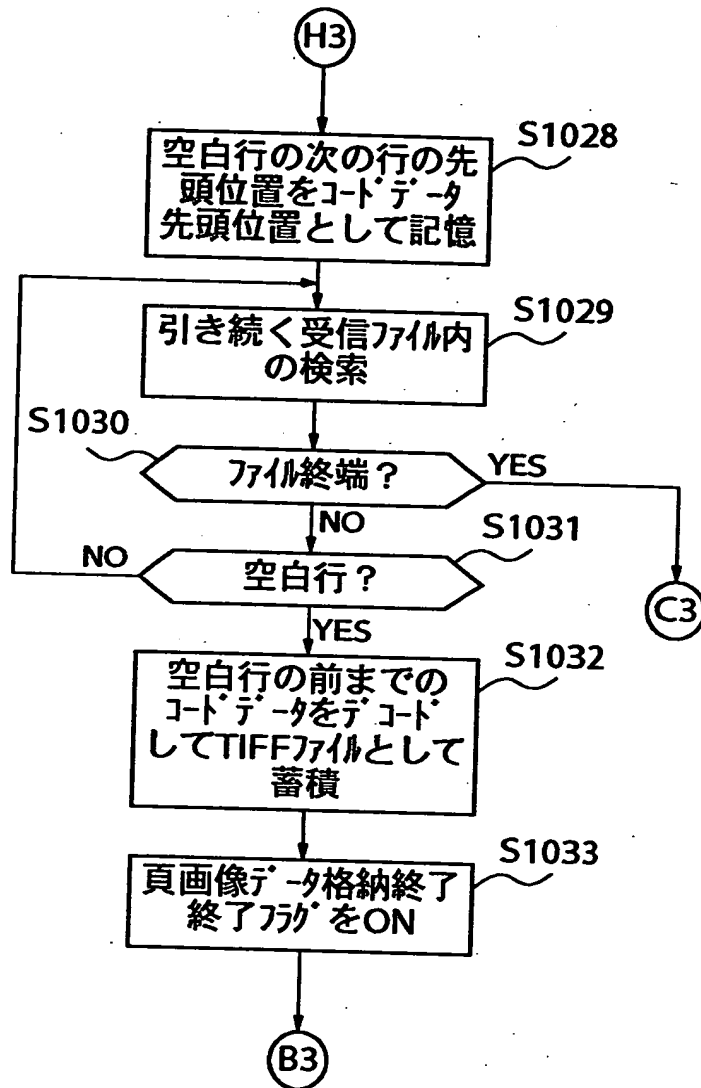 H3
S1028
空白行の次の行の先
頭位置をｺｰﾄﾞﾃﾞｰﾀ
先頭位置として記憶
S1029
引き続く受信ﾌｧｲﾙ内
の検索
S1030
ﾌｧｲﾙ終端？
YES
NO
S1031
NO
空白行？
C3
YES
S1032
空白行の前までの
ｺｰﾄﾞﾃﾞｰﾀをﾃﾞｺｰﾄﾞ
してTIFFﾌｧｲﾙとして
蓄積
S1033
頁画像ﾃﾞｰﾀ格納終了
終了ﾌﾗｸﾞをON
B3